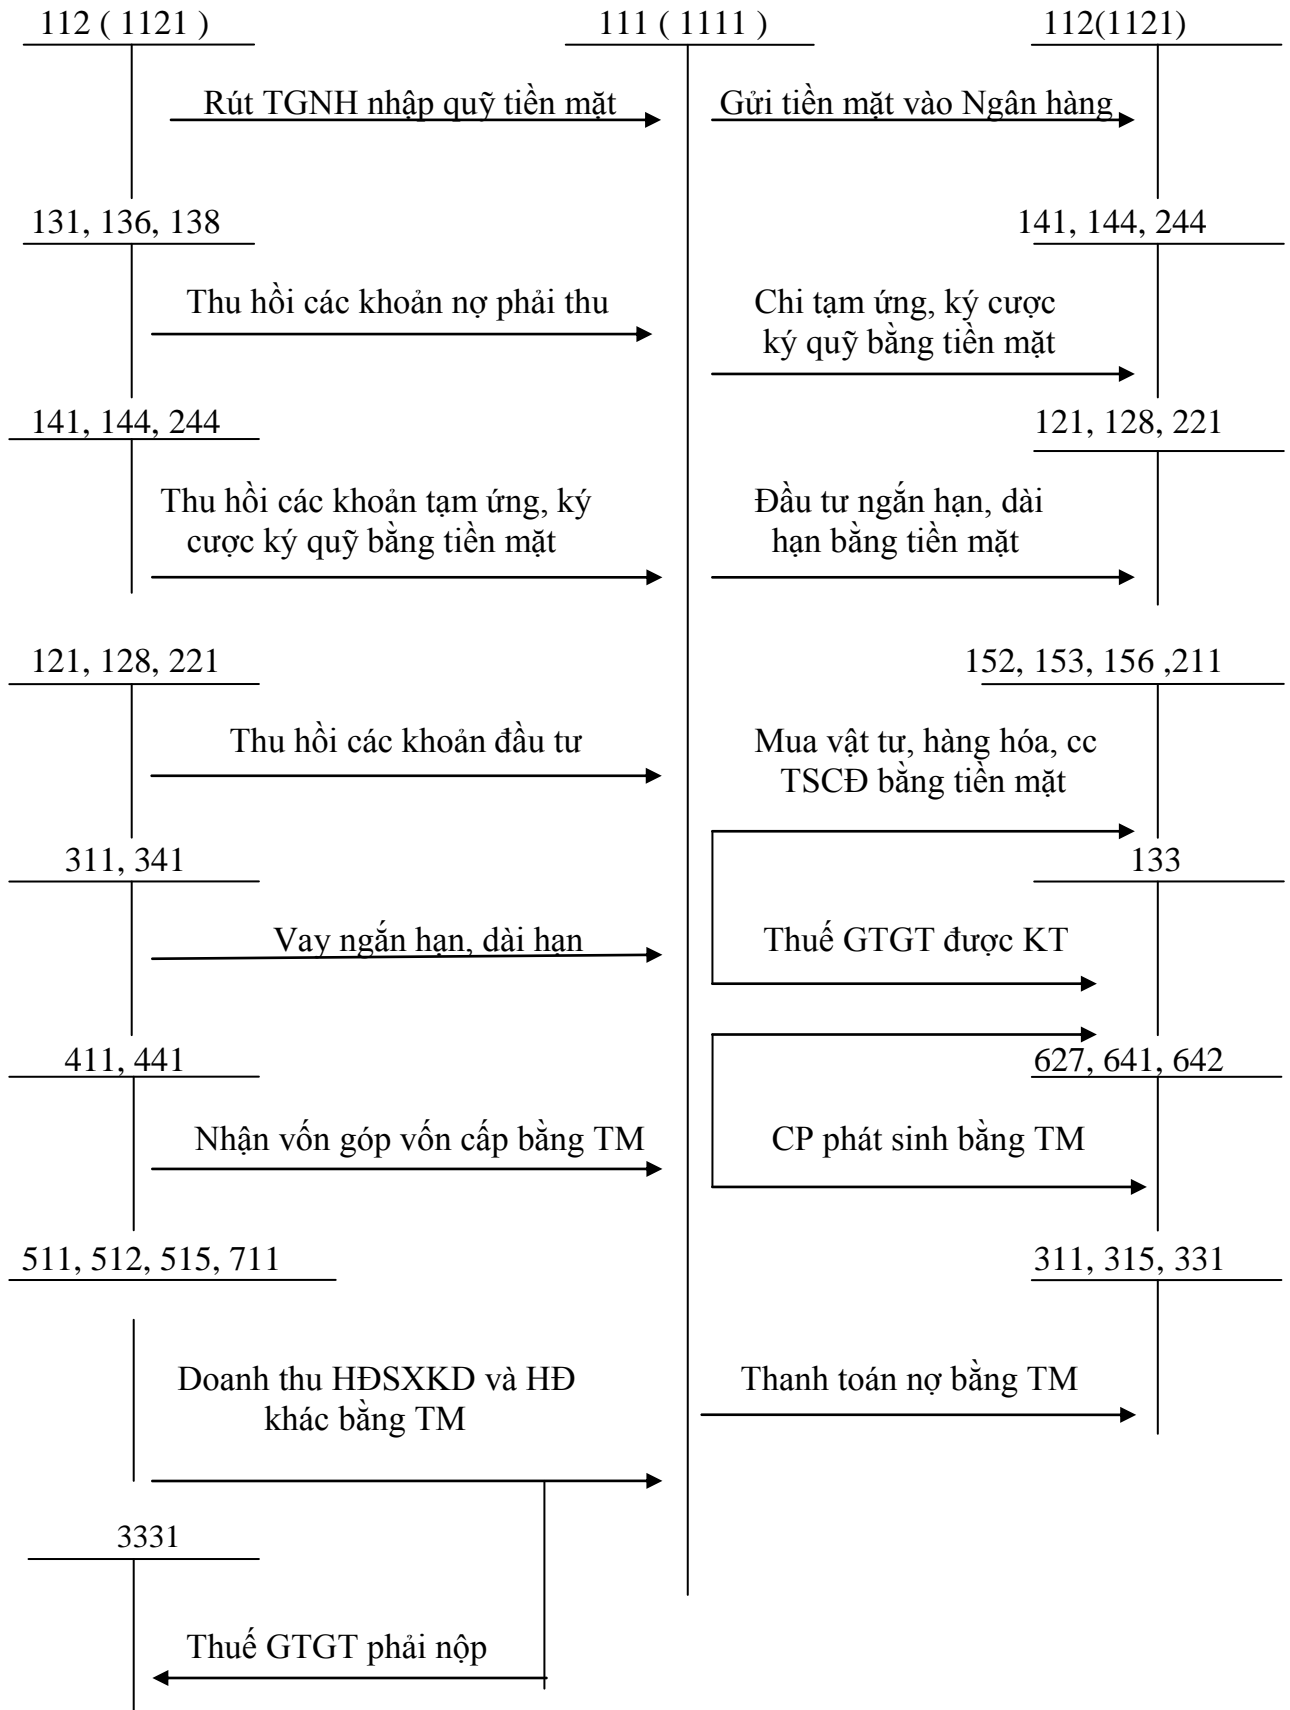 112 ( 1121 )
111 ( 1111 )
112(1121)
Rút TGNH nhập quỹ tiền mặt
Gửi tiền mặt vào Ngân hàng
131, 136, 138
141, 144, 244
Thu hồi các khoản nợ phải thu
Chi tạm ứng, ký cược
ký quỹ bằng tiền mặt
141, 144, 244
121, 128, 221
Thu hồi các khoản tạm ứng, ký
cược ký quỹ bằng tiền mặt
Đầu tư ngắn hạn, dài
hạn bằng tiền mặt
121, 128, 221
152, 153, 156 ,211
Thu hồi các khoản đầu tư
Mua vật tư, hàng hóa, cc
TSCĐ bằng tiền mặt
311, 341
133
Vay ngắn hạn, dài hạn
Thuế GTGT được KT
411, 441
627, 641, 642
Nhận vốn góp vốn cấp bằng TM
CP phát sinh bằng TM
511, 512, 515, 711
311, 315, 331
Doanh thu HĐSXKD và HĐ
khác bằng TM
Thanh toán nợ bằng TM
3331
Thuế GTGT phải nộp